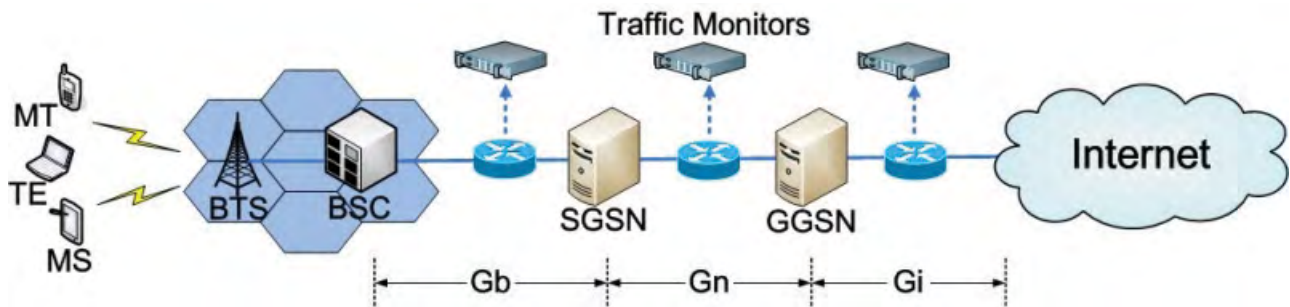 Traffic Monitors
MT
TE
MS
BTS
BSC
SGSN
GGSN
Internet
Gb
Gn
Gi